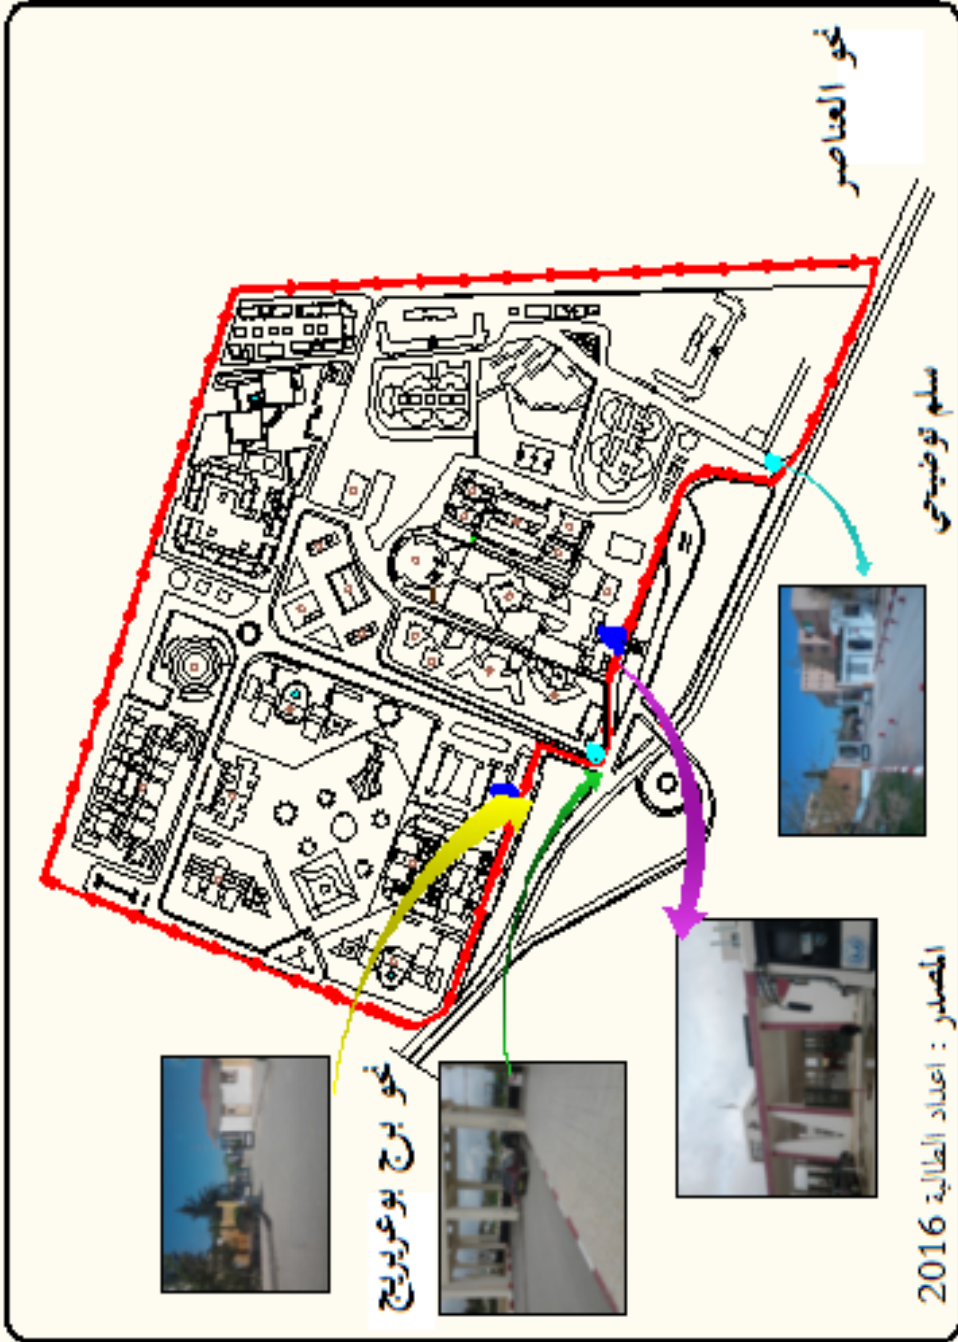 نحو العناصر
سلم توضيحي
نحو برج بوعريريج
المصدر : اعداد الطالبة 2016